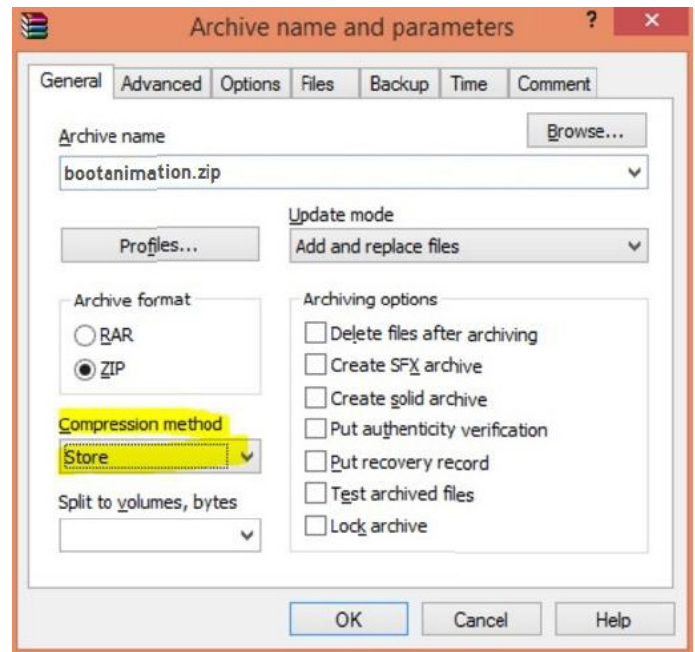 Archive name and parameters ? ×
General Advanced Options Files Backup Time Comment
Archive name
Browse...
bootanimation.zip
Update mode
Profiles...
Add and replace files
Archive format
RAR
ZIP
Archiving options
Delete files after archiving
Create SFX archive
Create solid archive
Put authenticity verification
Put recovery record
Test archived files
Lock archive
Compression method
Store
Split to volumes, bytes
OK Cancel Help